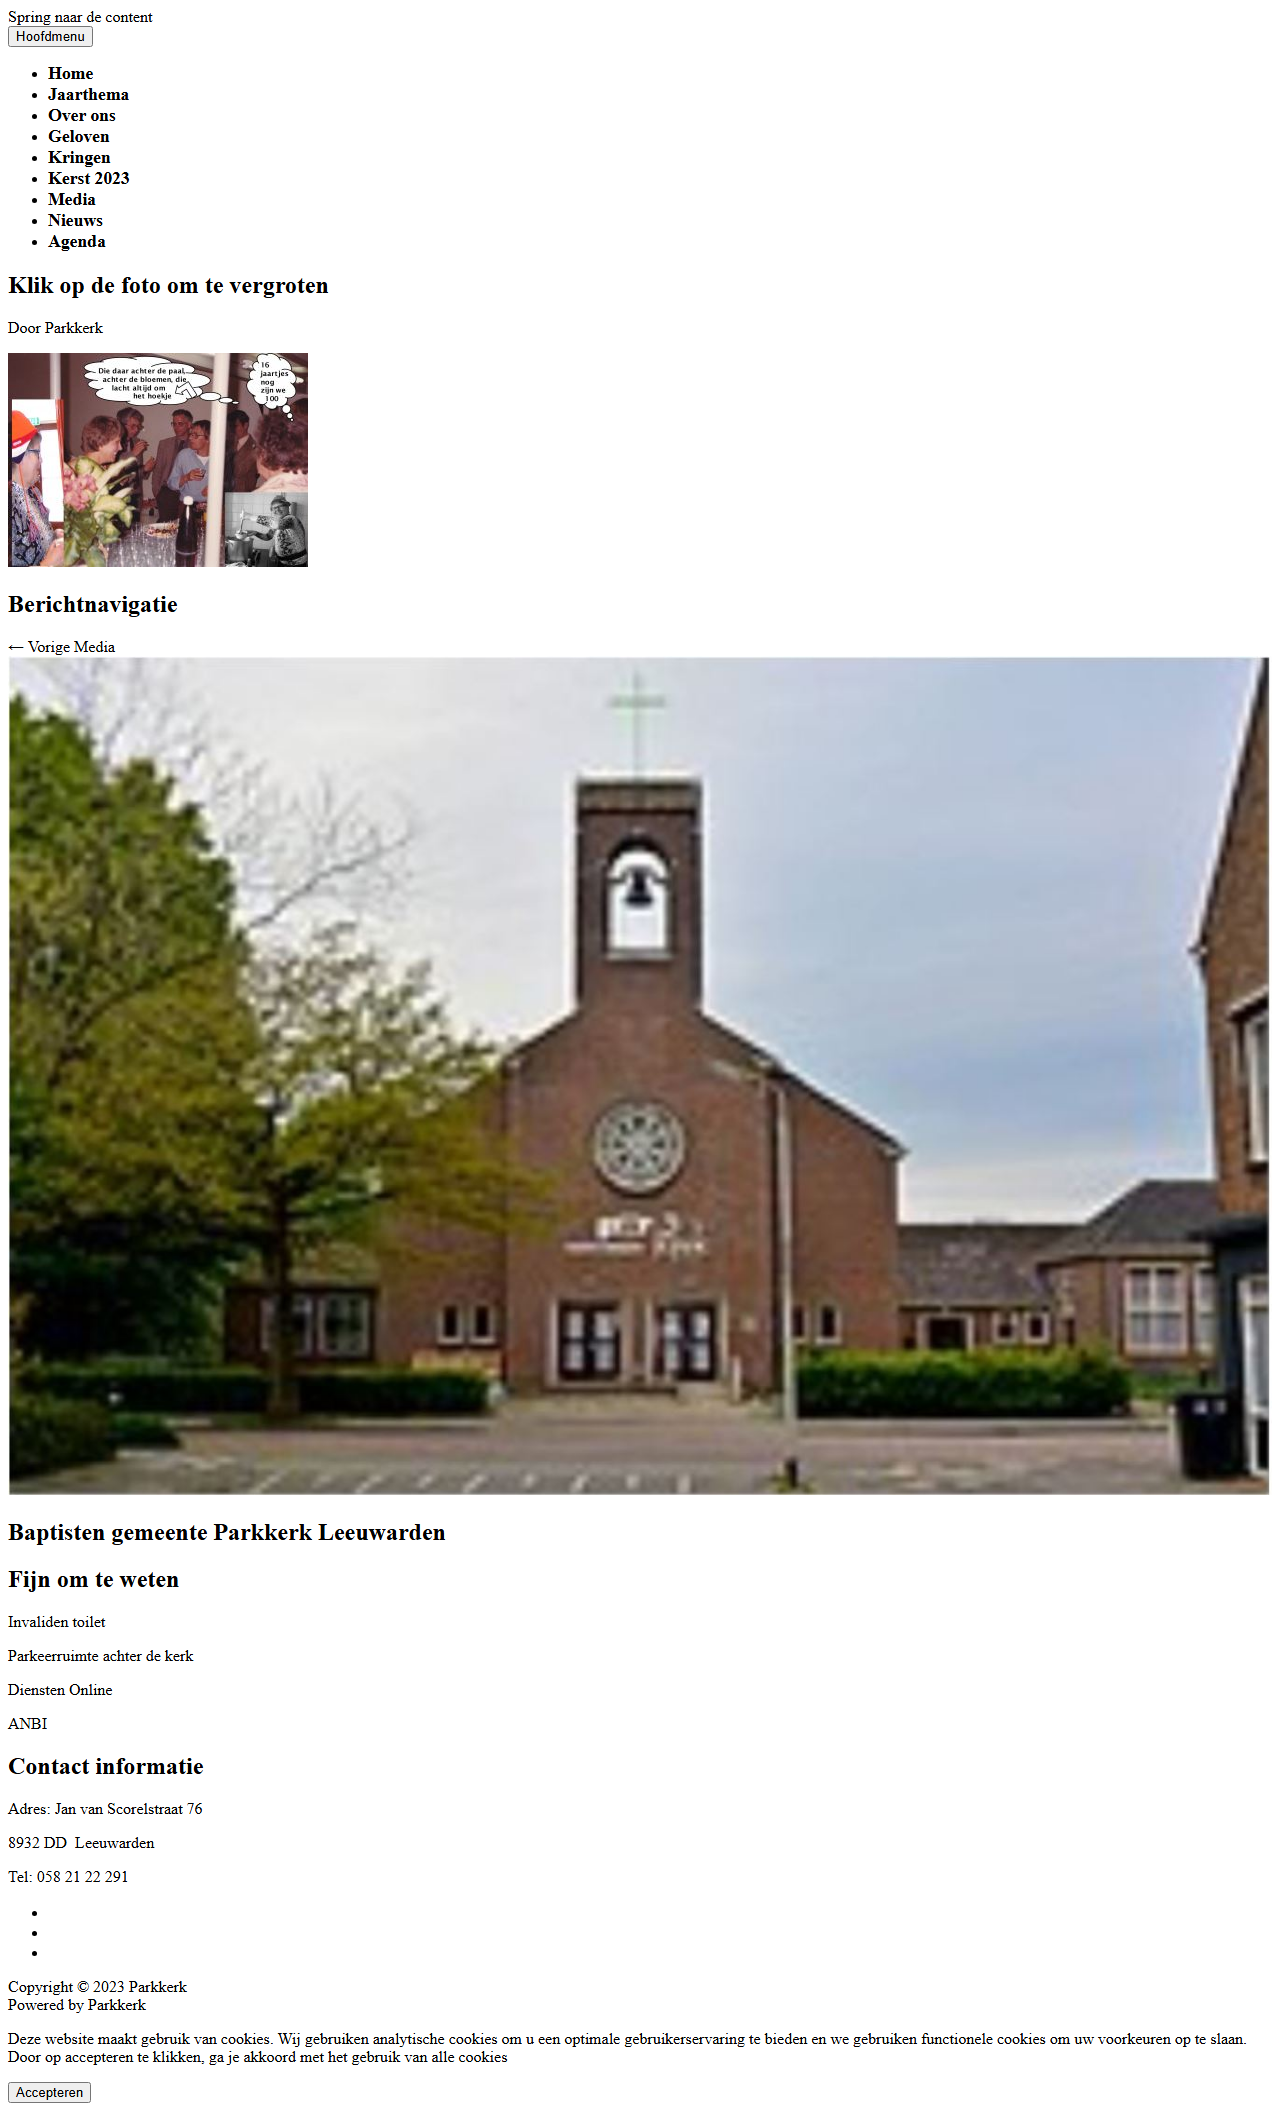 Spring naar de content
Hoofdmenu
Home
Jaarthema
Over ons
Geloven
Kringen
Kerst 2023
Media
Nieuws
Agenda
Klik op de foto om te vergroten
Door Parkkerk
Die daar achter de paal,
achter de bloemen, die
lacht altijd om
het hoekje
16
jaartjes
nog
zijn we
100
Berichtnavigatie
← Vorige Media
Baptisten gemeente Parkkerk Leeuwarden
Fijn om te weten
Invaliden toilet
Parkeerruimte achter de kerk
Diensten Online
ANBI
Contact informatie
Adres: Jan van Scorelstraat 76
8932 DD  Leeuwarden
Tel: 058 21 22 291
Copyright © 2023 Parkkerk
Powered by Parkkerk
Deze website maakt gebruik van cookies. Wij gebruiken analytische cookies om u een optimale gebruikerservaring te bieden en we gebruiken functionele cookies om uw voorkeuren op te slaan.
Door op accepteren te klikken, ga je akkoord met het gebruik van alle cookies
Accepteren